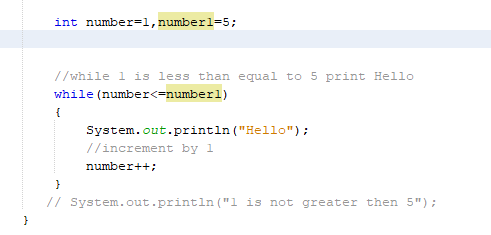 int number=1,number1=5;
//while 1 is less than equal to 5 print Hello
while(number<=number1)
{
System.out.println("Hello");
//increment by 1
number++;
}
// System.out.println("1 is not greater then 5");
}